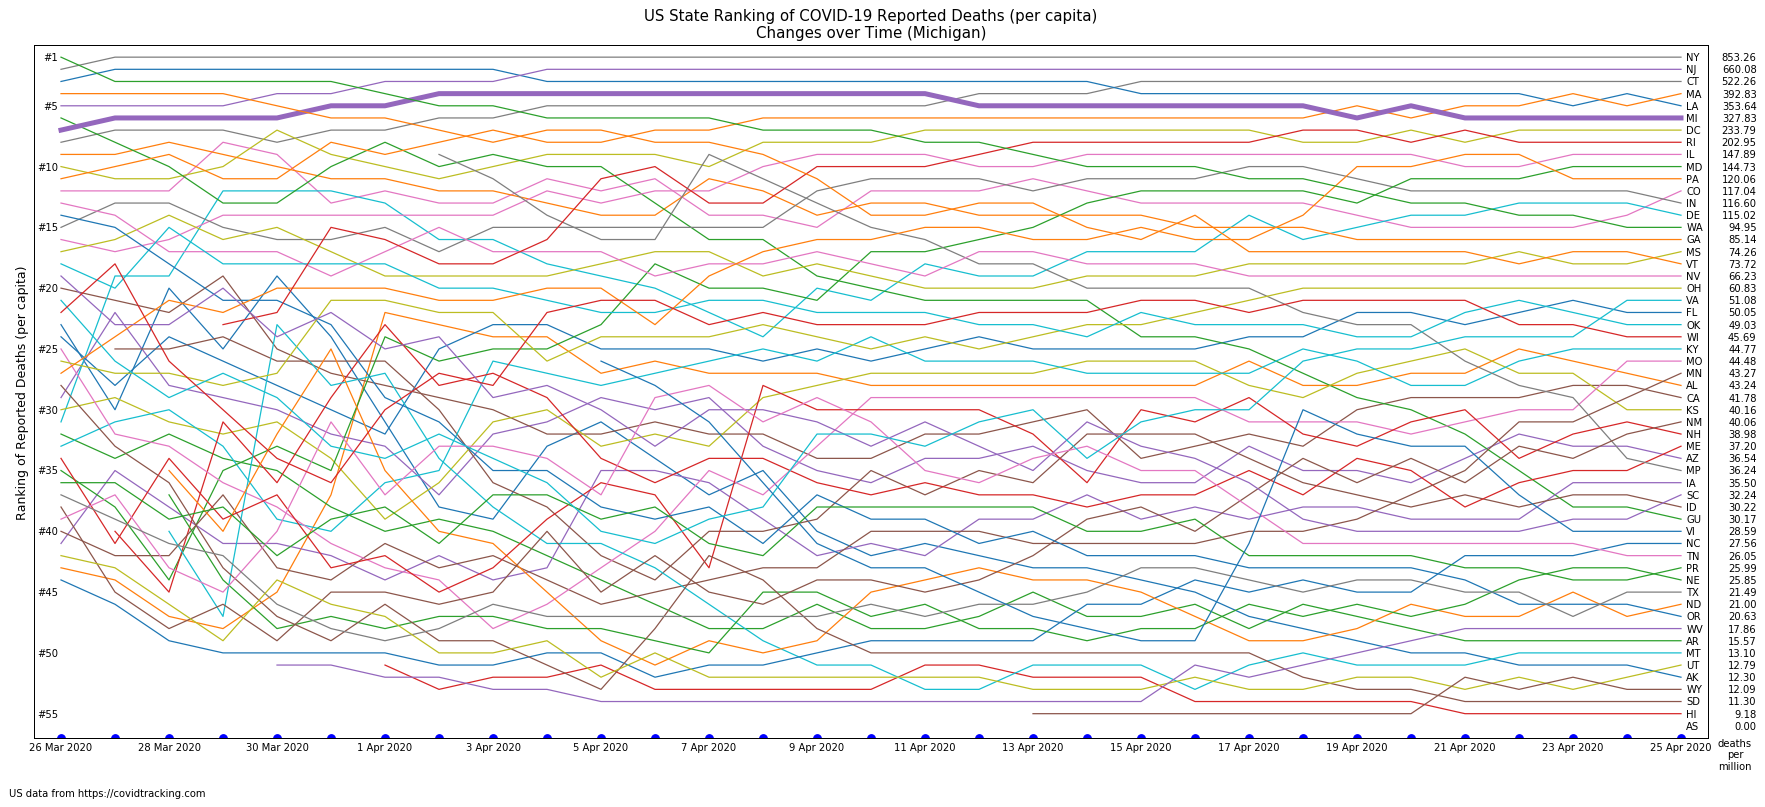 US State Ranking of COVID-19 Reported Deaths (per capita)
Changes over Time (Michigan)
Ranking of Reported Deaths (per capita)
#1
#5
#10
#15
#20
#25
#30
#35
#40
#45
#50
#55
NY 853.26
NJ 660.08
CT 522.26
MA 392.83
LA 353.64
MI 327.83
DC 233.79
RI 202.95
IL 147.89
MD 144.73
PA 120.06
CO 117.04
IN 116.60
DE 115.02
WA 94.95
GA 85.14
MS 74.26
VT 73.72
NV 66.23
OH 60.83
VA 51.08
FL 50.05
OK 49.03
WI 45.69
KY 44.77
MO 44.48
MN 43.27
AL 43.24
CA 41.78
KS 40.16
NM 40.06
NH 38.98
ME 37.20
AZ 36.54
MP 36.24
IA 35.50
SC 32.24
ID 30.22
GU 30.17
VI 28.59
NC 27.56
TN 26.05
PR 25.99
NE 25.85
TX 21.49
ND 21.00
OR 20.63
WV 17.86
AR 15.57
MT 13.10
UT 12.79
AK 12.30
WY 12.09
SD 11.30
HI 9.18
AS 0.00
26 Mar 2020 28 Mar 2020 30 Mar 2020 1 Apr 2020 3 Apr 2020 5 Apr 2020 7 Apr 2020 9 Apr 2020 11 Apr 2020 13 Apr 2020 15 Apr 2020 17 Apr 2020 19 Apr 2020 21 Apr 2020 23 Apr 2020 25 Apr 2020
deaths
per
million
US data from https://covidtracking.com